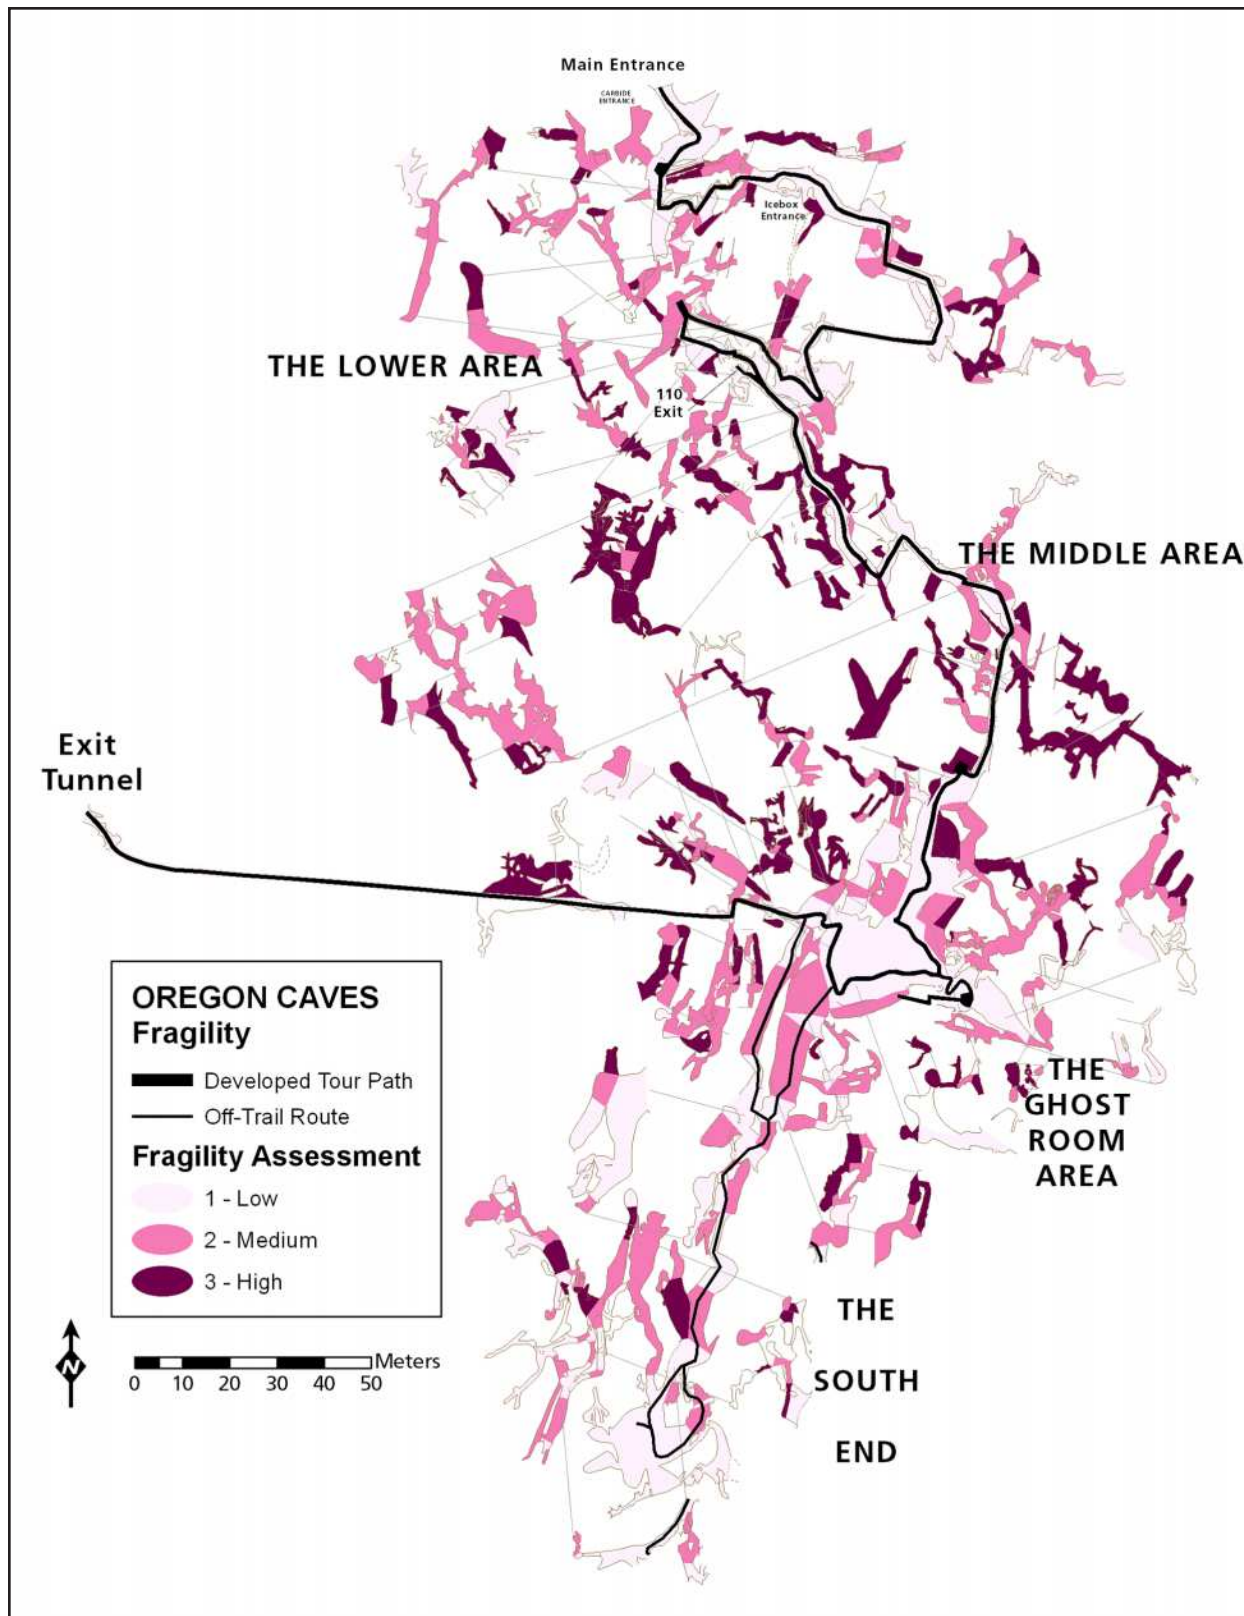 Main Entrance
CARBIDE
ENTRANCE
Icebox
Entrance
THE LOWER AREA
110
Exit
THE MIDDLE AREA
Exit
Tunnel
OREGON CAVES
Fragility
Developed Tour Path
Off-Trail Route
Fragility Assessment
1 - Low
2 - Medium
3 - High
THE
GHOST
ROOM
AREA
THE
SOUTH
END
N
Meters
0 10 20 30 40 50